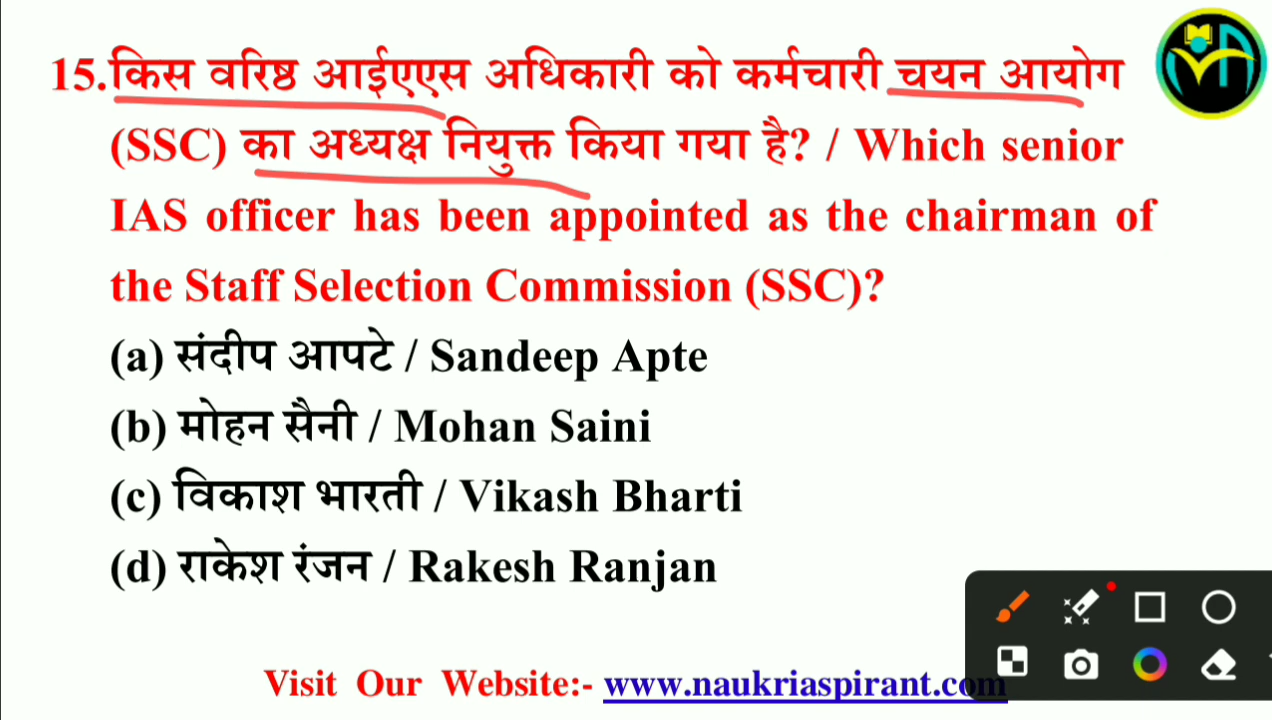 15.किस वरिष्ठ आईएएस अधिकारी को कर्मचारी चयन आयोग
(SSC) का अध्यक्ष नियुक्त किया गया है? / Which senior
IAS officer has been appointed as the chairman of
the Staff Selection Commission (SSC)?
(a) संदीप आपटे / Sandeep Apte
(b) मोहन सैनी / Mohan Saini
(c) विकाश भारती / Vikash Bharti
(d) राकेश रंजन / Rakesh Ranjan
Visit Our Website:- www.naukriaspirant.com